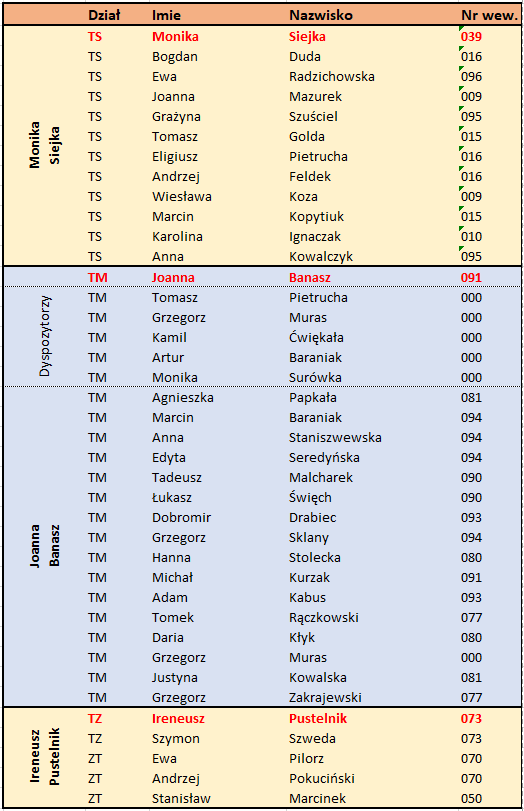 Dział Imie Nazwisko Nr wew.
Monika Siejka
TS Monika Siejka 039
TS Bogdan Duda 016
TS Ewa Radzichowska 096
TS Joanna Mazurek 009
TS Grażyna Szuściel 095
TS Tomasz Golda 015
TS Eligiusz Pietrucha 016
TS Andrzej Feldek 016
TS Wiesława Koza 009
TS Marcin Kopytiuk 015
TS Karolina Ignaczak 010
TS Anna Kowalczyk 095
TM Joanna Banasz 091
Dyspozytorzy
TM Tomasz Pietrucha 000
TM Grzegorz Muras 000
TM Kamil Ćwiękała 000
TM Artur Baraniak 000
TM Monika Surówka 000
Joanna Banasz
TM Agnieszka Papkała 081
TM Marcin Baraniak 094
TM Anna Staniszwewska 094
TM Edyta Seredyńska 094
TM Tadeusz Malcharek 090
TM Łukasz Święch 090
TM Dobromir Drabiec 093
TM Grzegorz Sklany 094
TM Hanna Stolecka 080
TM Michał Kurzak 091
TM Adam Kabus 093
TM Tomek Rączkowski 077
TM Daria Kłyk 080
TM Grzegorz Muras 000
TM Justyna Kowalska 081
TM Grzegorz Zakrajewski 077
Ireneusz Pustelnik
TZ Ireneusz Pustelnik 073
TZ Szymon Szweda 073
ZT Ewa Pilorz 070
ZT Andrzej Pokuciński 070
ZT Stanisław Marcinek 050